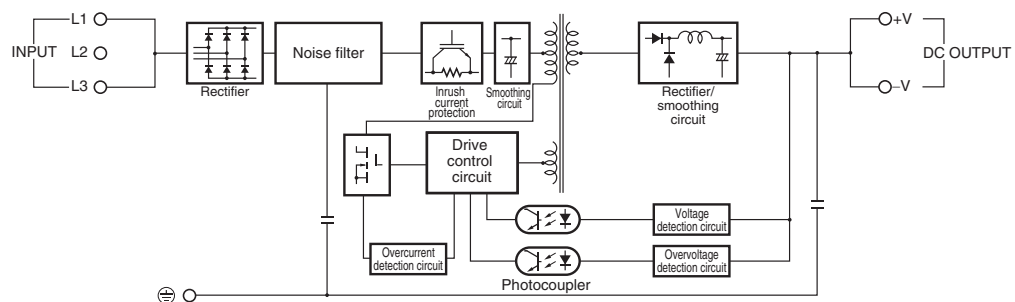 L1
INPUT
L2
L3
Rectifier
Noise filter
Inrush
current
protection
Smoothing
circuit
Rectifier/
smoothing
circuit
+V
DC OUTPUT
–V
Drive
control
circuit
Overcurrent
detection circuit
Voltage
detection circuit
Overvoltage
detection circuit
Photocoupler